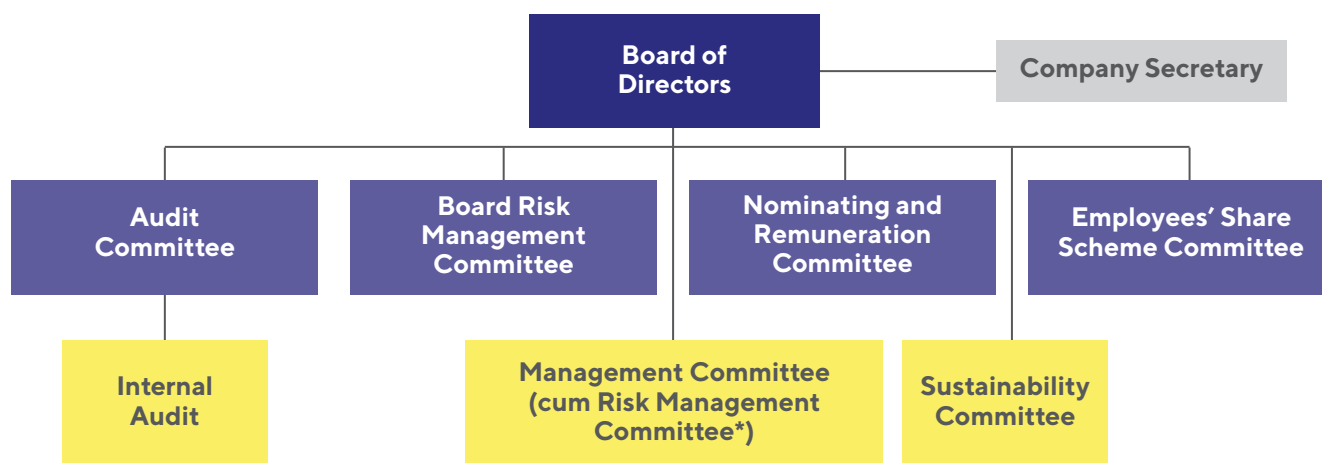 Board of
Directors
Company Secretary
Audit
Committee
Board Risk
Management
Committee
Nominating and
Remuneration
Committee
Employees’ Share
Scheme Committee
Internal
Audit
Management Committee
(cum Risk Management
Committee*)
Sustainability
Committee